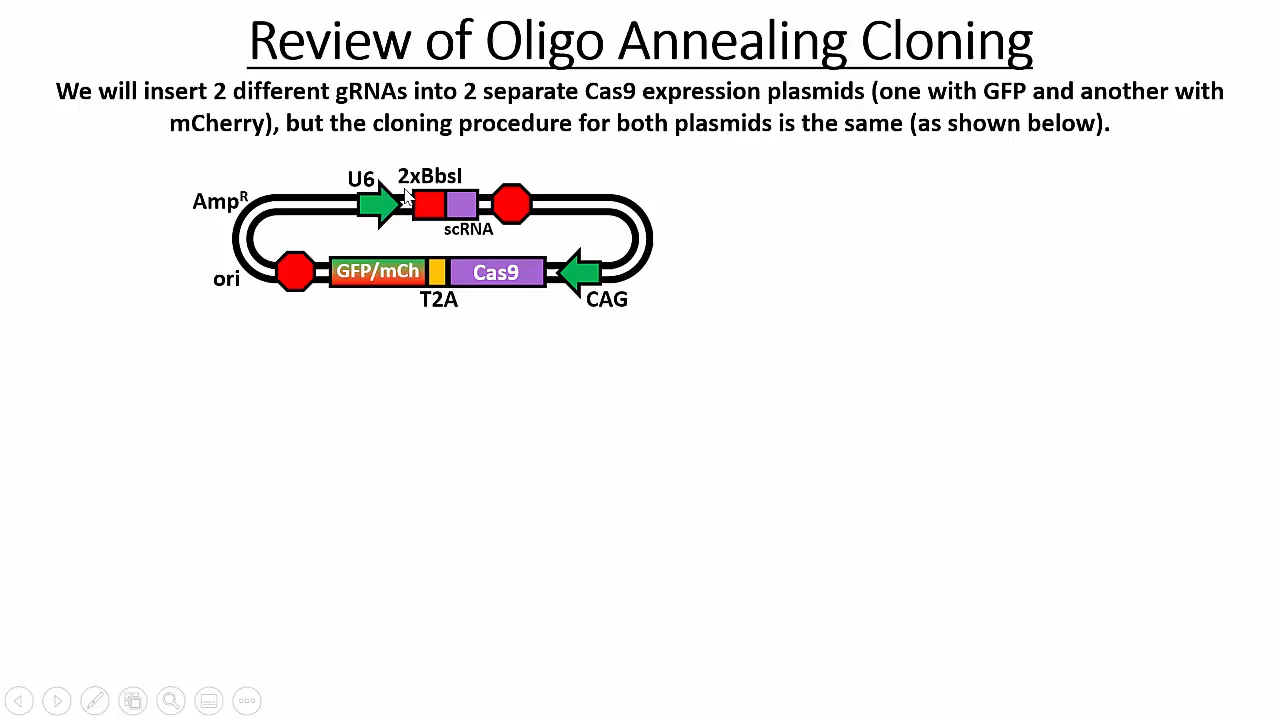 Review of Oligo Annealing Cloning
We will insert 2 different gRNAs into 2 separate Cas9 expression plasmids (one with GFP and another with
mCherry), but the cloning procedure for both plasmids is the same (as shown below).
U6
2xBbsI
Amp^R
scRNA
ori
GFP/mCh
Cas9
T2A
CAG